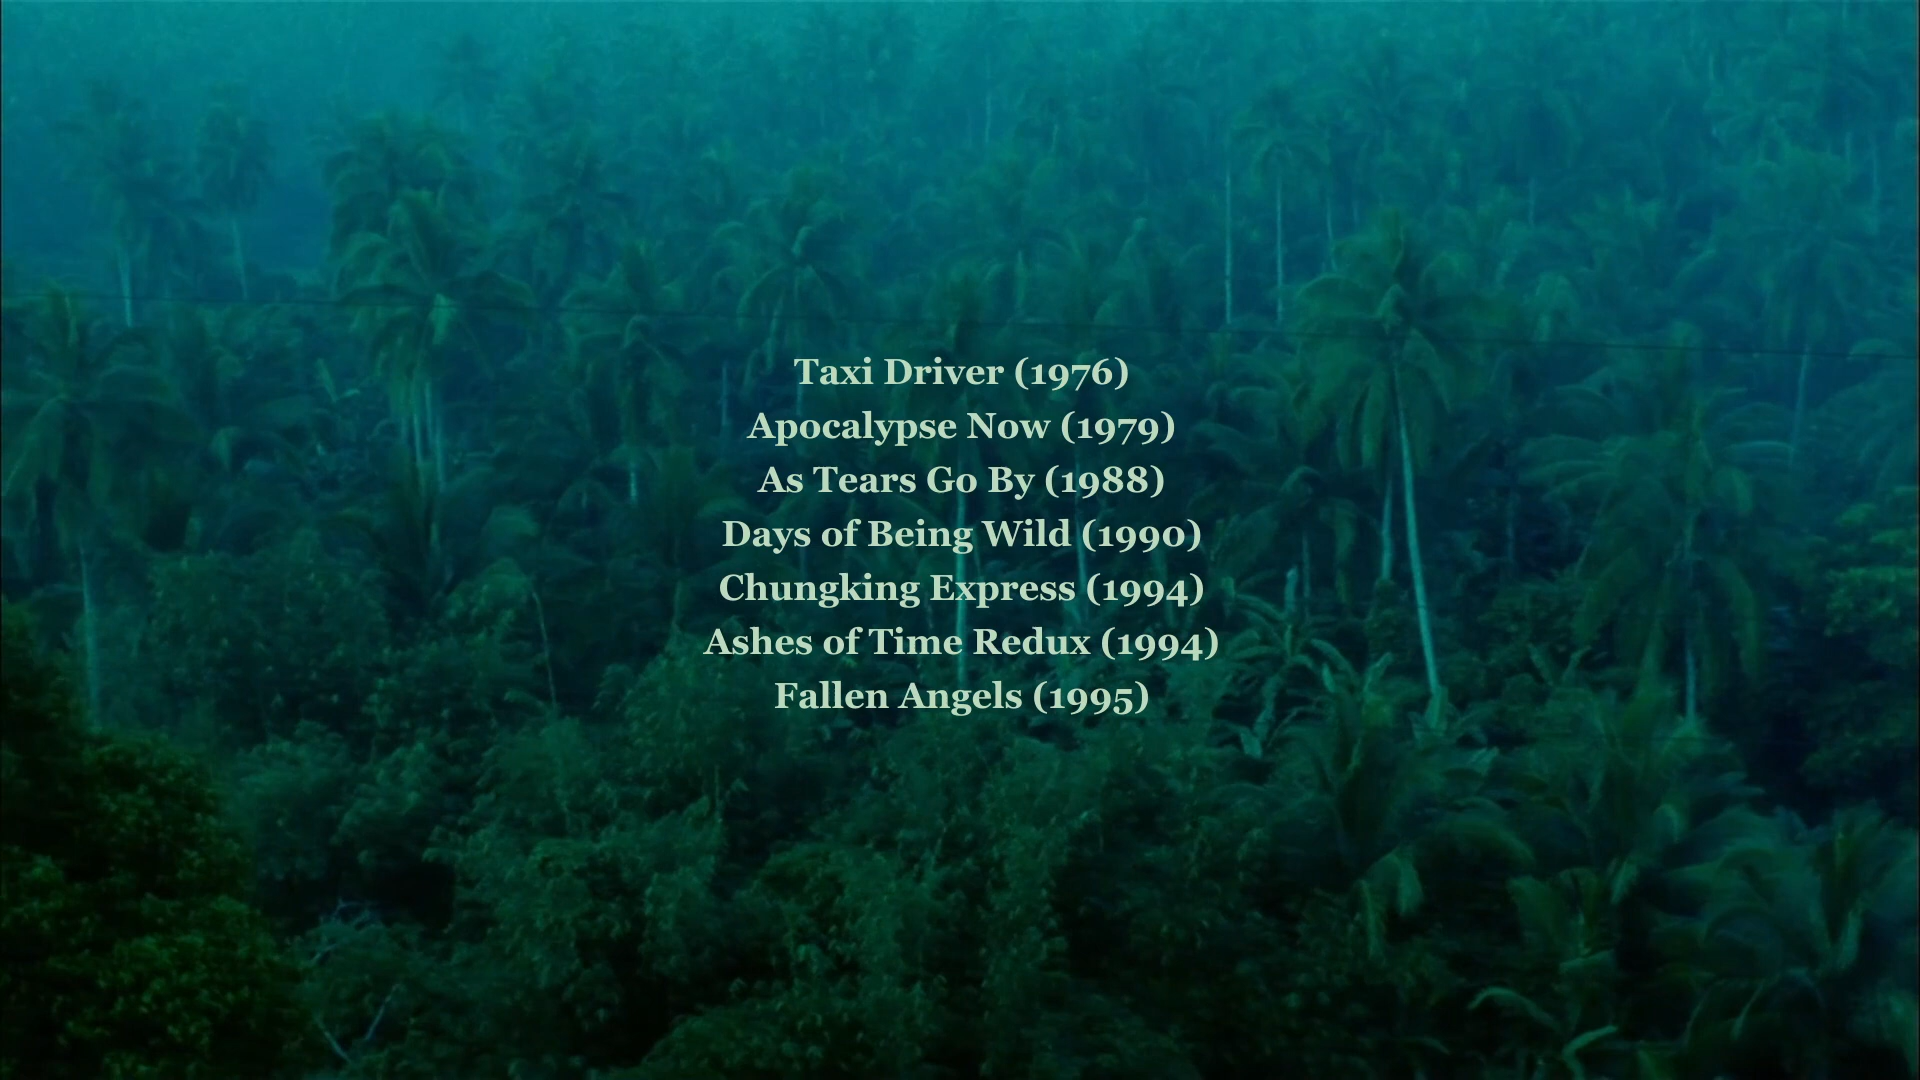 Taxi Driver (1976)
Apocalypse Now (1979)
As Tears Go By (1988)
Days of Being Wild (1990)
Chungking Express (1994)
Ashes of Time Redux (1994)
Fallen Angels (1995)